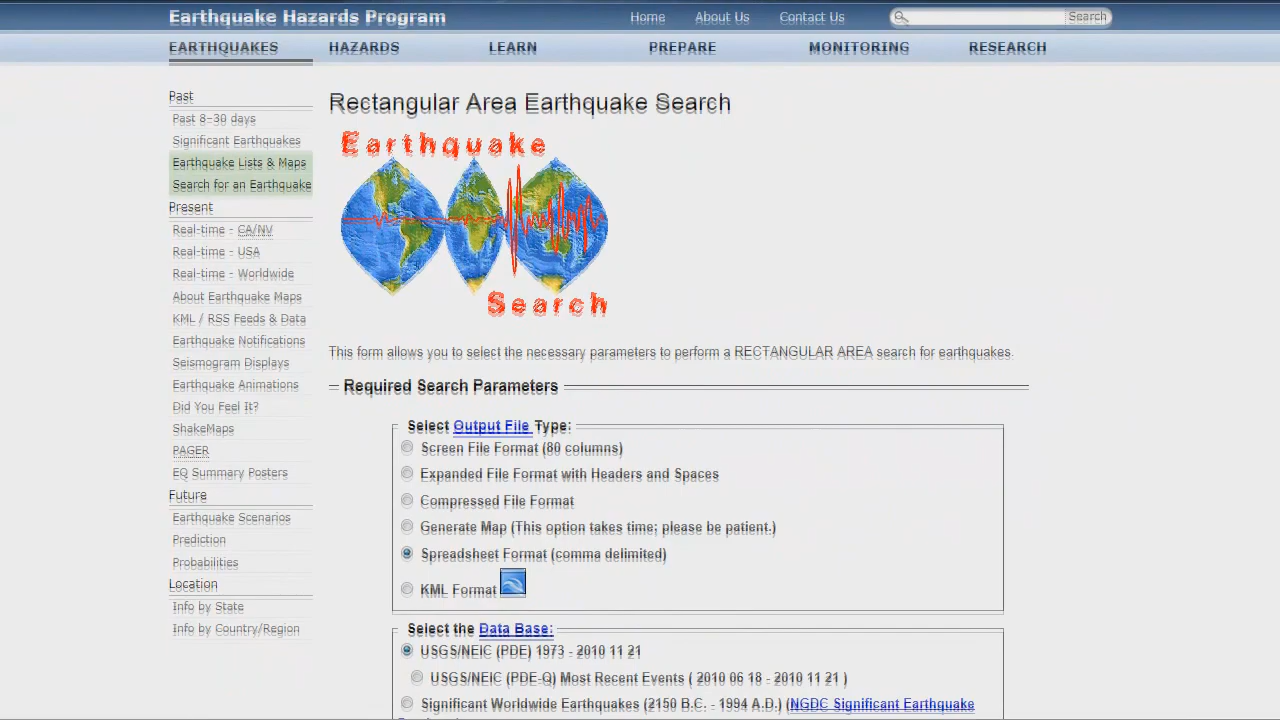 Earthquake Hazards Program
Home About Us Contact Us Search
EARTHQUAKES HAZARDS LEARN PREPARE MONITORING RESEARCH
Past
Past 8-30 days
Significant Earthquakes
Earthquake Lists & Maps
Search for an Earthquake
Present
Real-time - CA/NV
Real-time - USA
Real-time - Worldwide
About Earthquake Maps
KML / RSS Feeds & Data
Earthquake Notifications
Seismogram Displays
Earthquake Animations
Did You Feel It?
ShakeMaps
PAGER
EQ Summary Posters
Future
Earthquake Scenarios
Prediction
Probabilities
Location
Info by State
Info by Country/Region
Rectangular Area Earthquake Search
Earthquake
Search
This form allows you to select the necessary parameters to perform a RECTANGULAR AREA search for earthquakes.
Required Search Parameters
Select Output File Type:
Screen File Format (80 columns)
Expanded File Format with Headers and Spaces
Compressed File Format
Generate Map (This option takes time; please be patient.)
Spreadsheet Format (comma delimited)
KML Format
Select the Data Base:
USGS/NEIC (PDE) 1973 - 2010 11 21
USGS/NEIC (PDE-Q) Most Recent Events ( 2010 06 18 - 2010 11 21 )
Significant Worldwide Earthquakes (2150 B.C. - 1994 A.D.) (NGDC Significant Earthquake